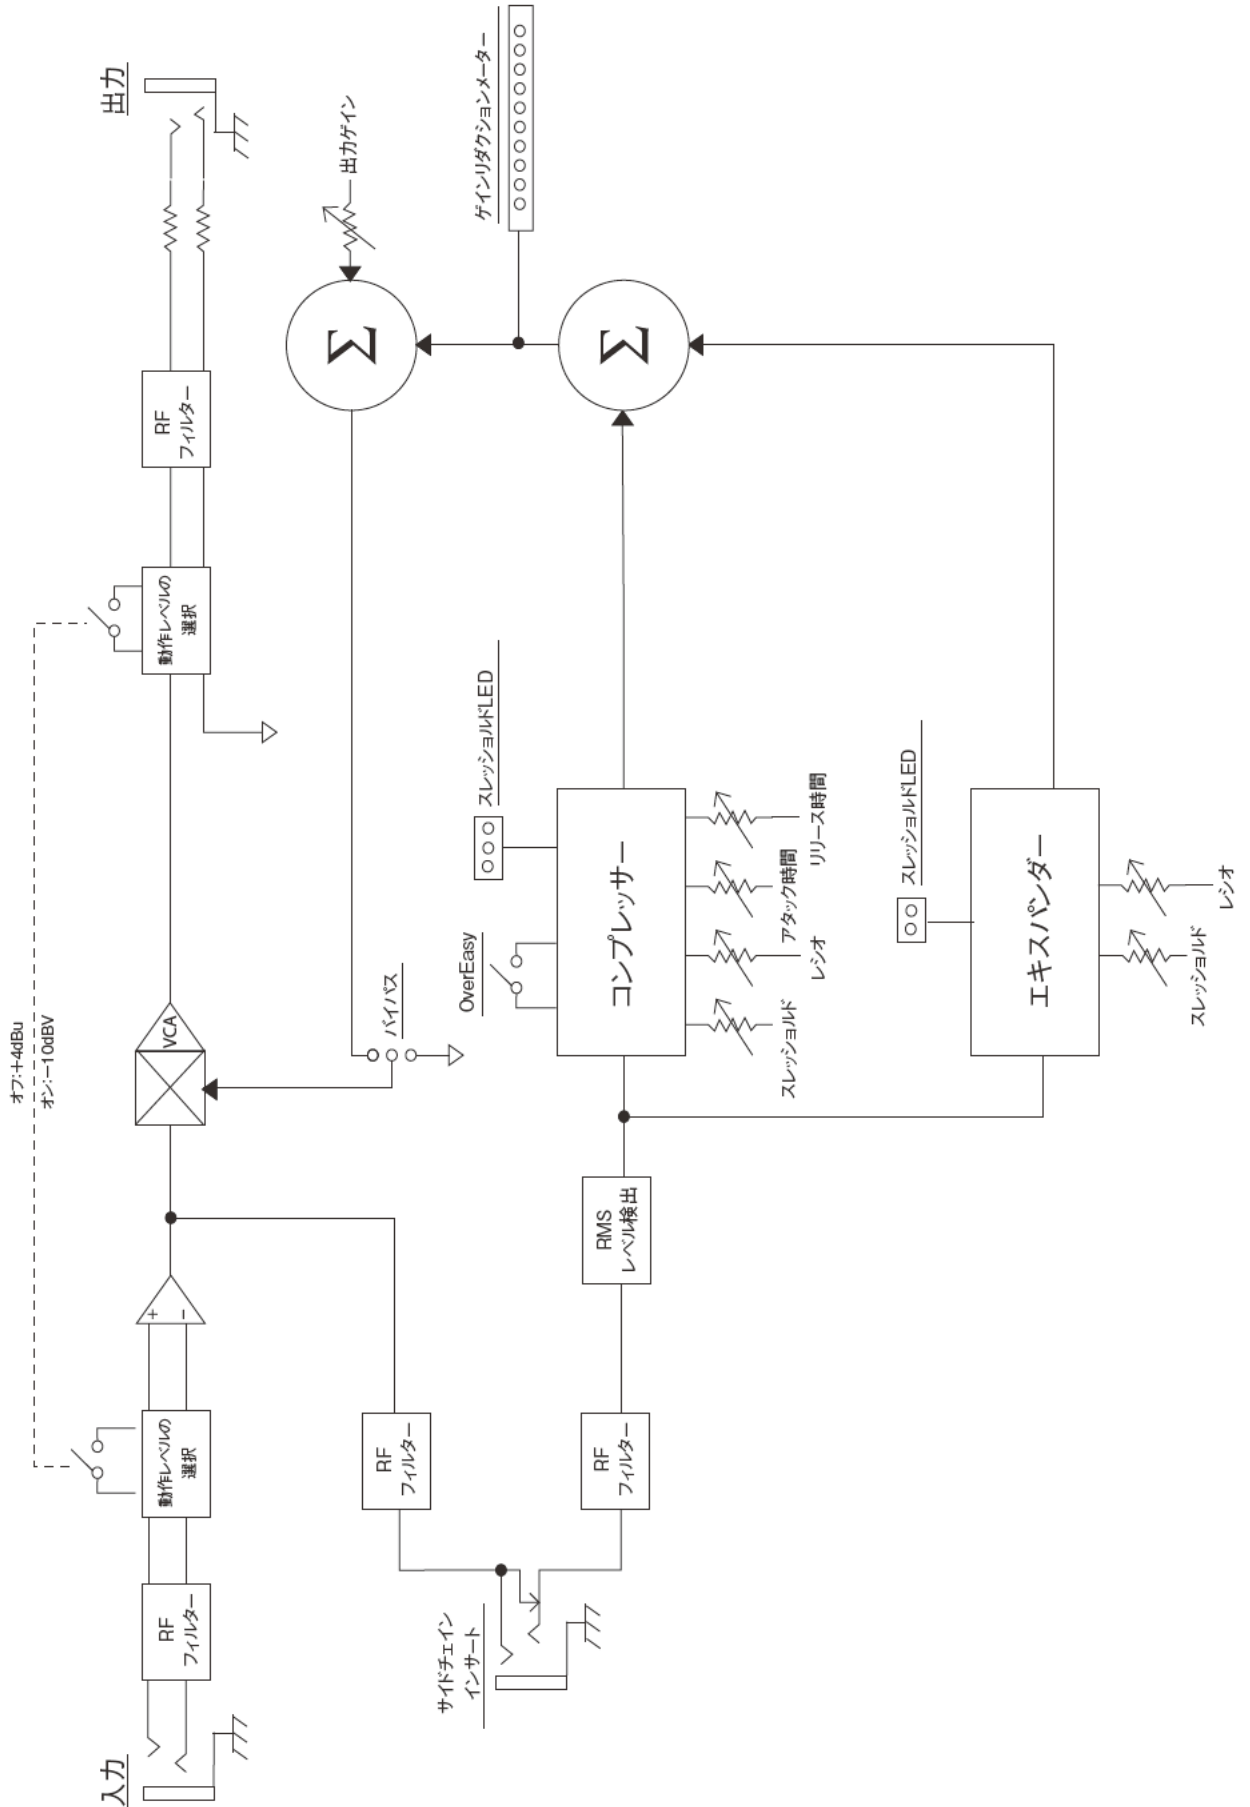 オフ:+4dBu
オン:−10dBV
入力
RF
フィルター
動作レベルの
選択
+
−
VCA
動作レベルの
選択
RF
フィルター
出力
RF
フィルター
バイパス
Σ
出力ゲイン
サイドチェイン
インサート
RF
フィルター
RMS
レベル検出
OverEasy
スレッショルドLED
コンプレッサー
スレッショルド
レシオ
アタック時間
リリース時間
Σ
ゲインリダクションメーター
スレッショルドLED
エキスパンダー
スレッショルド
レシオ